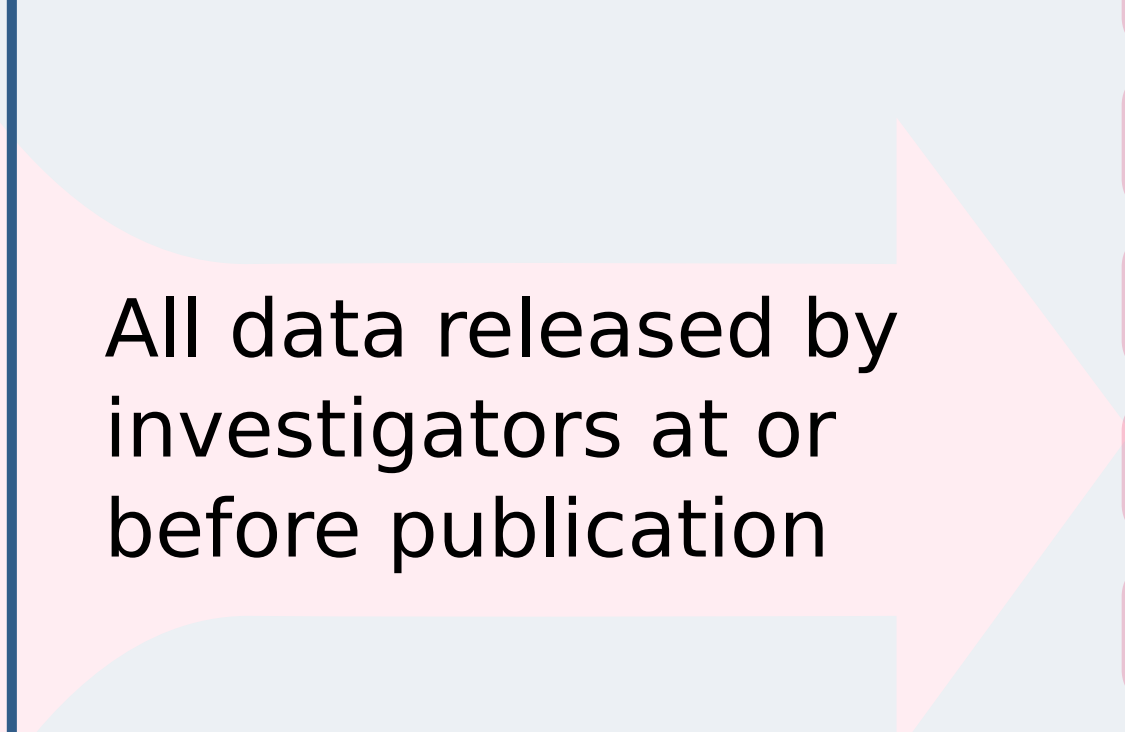 All data released by
investigators at or
before publication